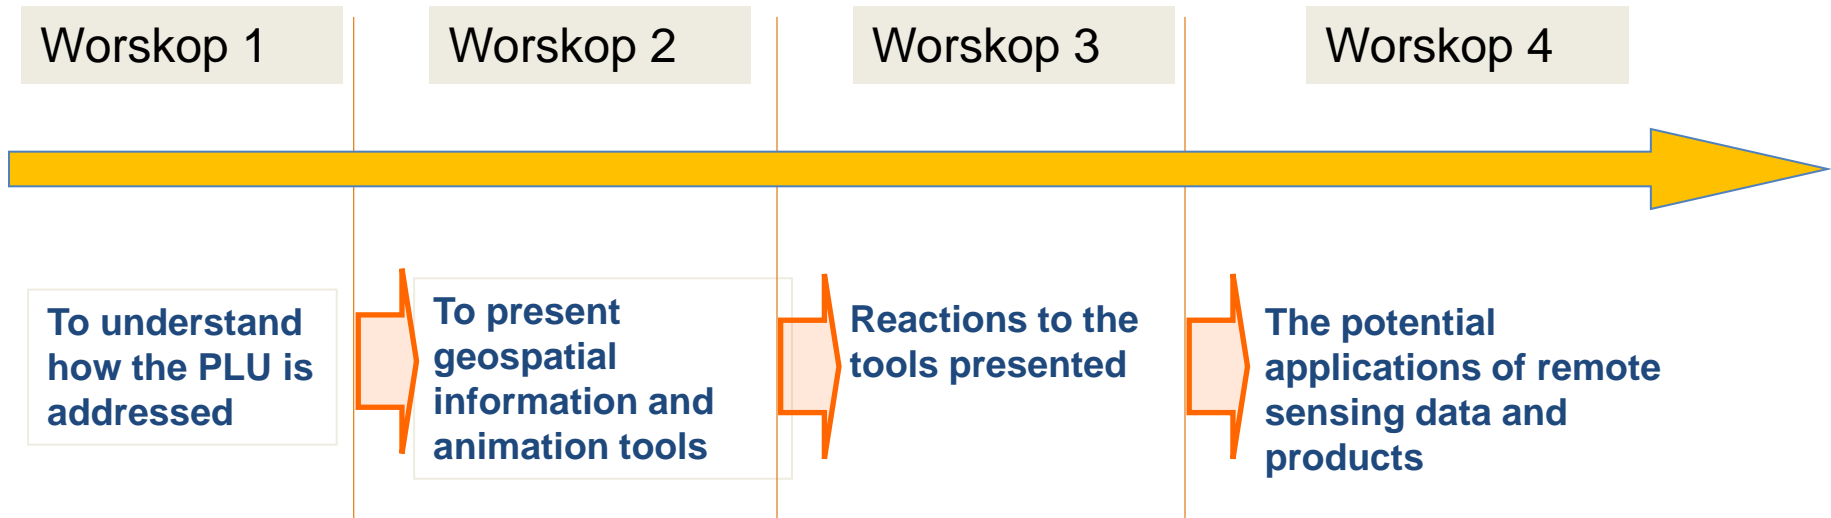 Worskop 1
Worskop 2
Worskop 3
Worskop 4
To understand
how the PLU is
addressed
To present
geospatial
information and
animation tools
Reactions to the
tools presented
The potential
applications of remote
sensing data and
products